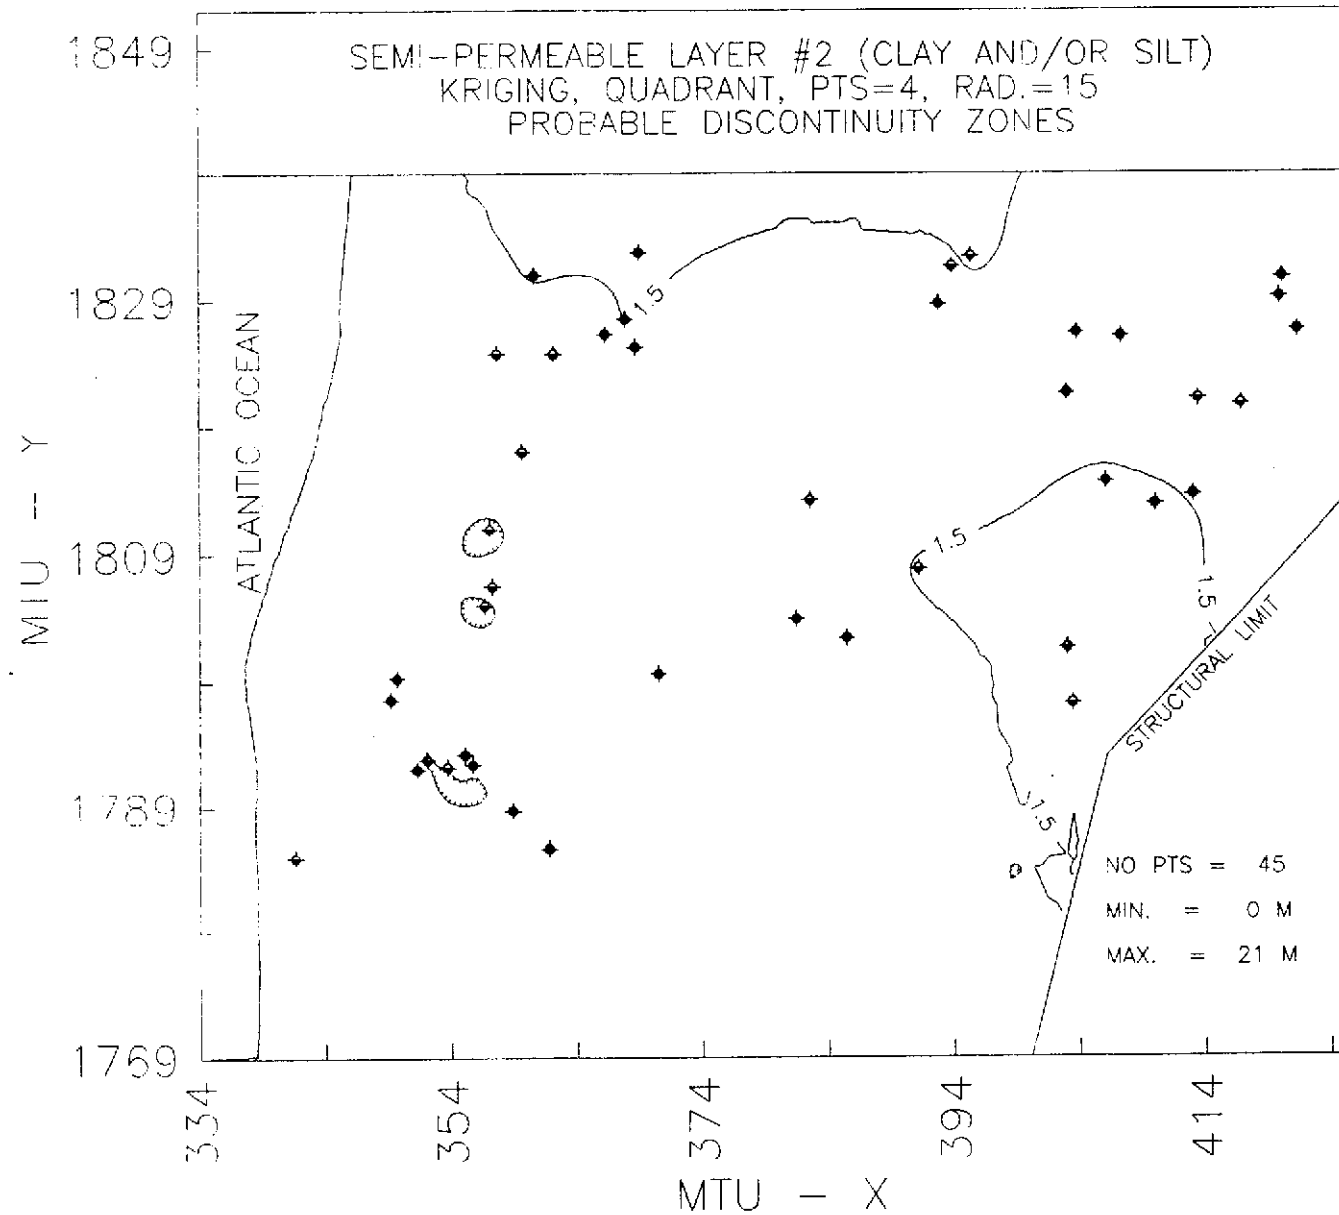 SEMI-PERMEABLE LAYER #2 (CLAY AND/OR SILT)
KRIGING, QUADRANT, PTS=4, RAD.=15
PROBABLE DISCONTINUITY ZONES
1849
1829
1809
1789
1769
MTU - Y
ATLANTIC OCEAN
1.5
1.5
1.5
1.5
STRUCTURAL LIMIT
NO PTS = 45
MIN. = 0 M
MAX. = 21 M
334
354
374
394
414
MTU - X